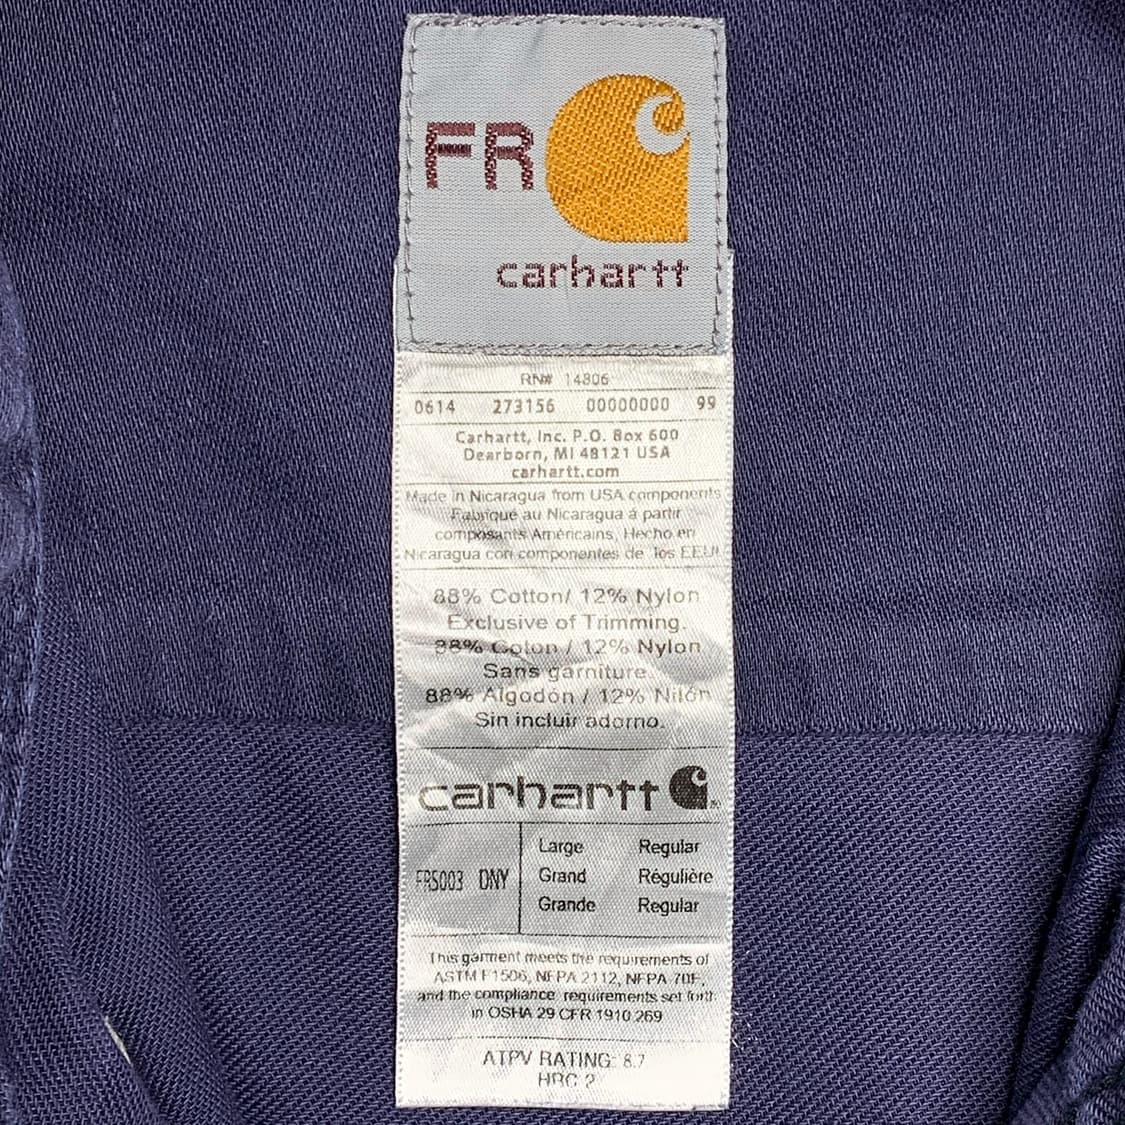 FR
carhartt
RN# 14806
0614 273156 00000000 99
Carhartt, Inc. P.O. Box 600
Dearborn, MI 48121 USA
carhartt.com
Made in Nicaragua from USA components
Fabriqué au Nicaragua à partir
composants Américains, Hecho en
Nicaragua con componentes de los EEUU
88% Cotton/ 12% Nylon
Exclusive of Trimming.
88% Coton / 12% Nylon
Sans garniture.
88% Algodón / 12% Nilón
Sin incluir adorno.
carhartt
FRS003 DNY
Large Regular
Grand Régulière
Grande Regular
This garment meets the requirements of
ASTM F1506, NFPA 2112, NFPA 70E,
and the compliance requirements set forth
in OSHA 29 CFR 1910.269
ATPV RATING: 8.7
HRC 2